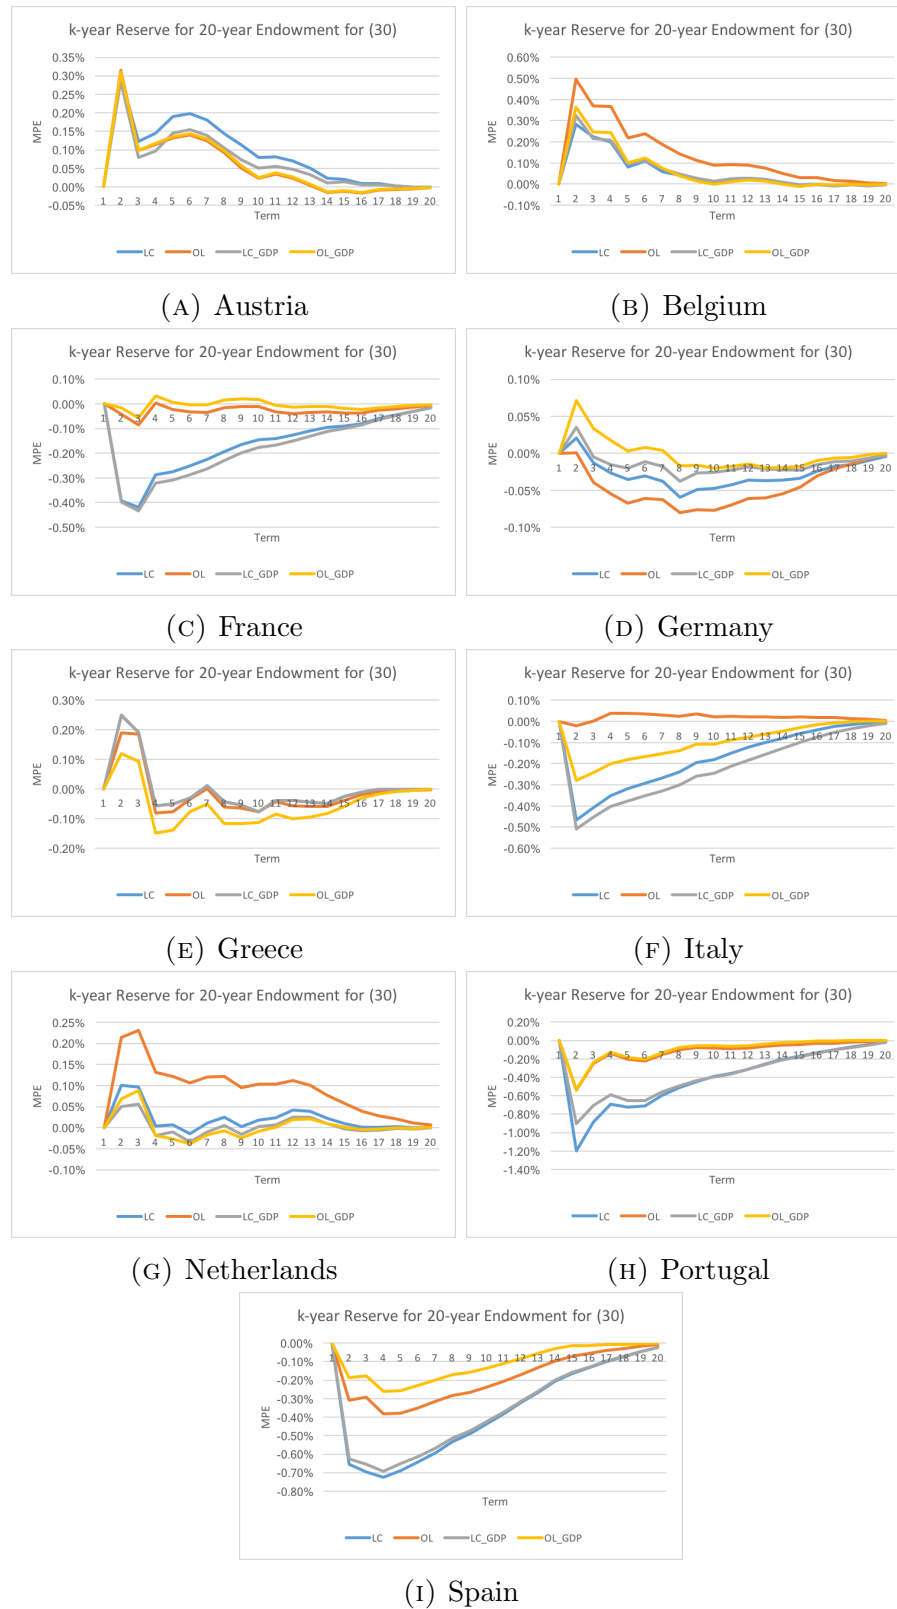 k-year Reserve for 20-year Endowment for (30)
0.35%
0.30%
0.25%
0.20%
0.15%
0.10%
0.05%
0.00%
-0.05%
MPE
1 2 3 4 5 6 7 8 9 10 11 12 13 14 15 16 17 18 19 20
Term
LC OL LC_GDP OL_GDP
(A) Austria
k-year Reserve for 20-year Endowment for (30)
0.60%
0.50%
0.40%
0.30%
0.20%
0.10%
0.00%
-0.10%
MPE
1 2 3 4 5 6 7 8 9 10 11 12 13 14 15 16 17 18 19 20
Term
LC OL LC_GDP OL_GDP
(B) Belgium
k-year Reserve for 20-year Endowment for (30)
0.10%
0.00%
-0.10%
-0.20%
-0.30%
-0.40%
-0.50%
MPE
1 2 3 4 5 6 7 8 9 10 11 12 13 14 15 16 17 18 19 20
Term
LC OL LC_GDP OL_GDP
(C) France
k-year Reserve for 20-year Endowment for (30)
0.10%
0.05%
0.00%
-0.05%
-0.10%
MPE
1 2 3 4 5 6 7 8 9 10 11 12 13 14 15 16 17 18 19 20
Term
LC OL LC_GDP OL_GDP
(D) Germany
k-year Reserve for 20-year Endowment for (30)
0.30%
0.20%
0.10%
0.00%
-0.10%
-0.20%
MPE
1 2 3 4 5 6 7 8 9 10 11 12 13 14 15 16 17 18 19 20
Term
LC OL LC_GDP OL_GDP
(E) Greece
k-year Reserve for 20-year Endowment for (30)
0.10%
0.00%
-0.10%
-0.20%
-0.30%
-0.40%
-0.50%
-0.60%
MPE
1 2 3 4 5 6 7 8 9 10 11 12 13 14 15 16 17 18 19 20
Term
LC OL LC_GDP OL_GDP
(F) Italy
k-year Reserve for 20-year Endowment for (30)
0.25%
0.20%
0.15%
0.10%
0.05%
0.00%
-0.05%
-0.10%
MPE
1 2 3 4 5 6 7 8 9 10 11 12 13 14 15 16 17 18 19 20
Term
LC OL LC_GDP OL_GDP
(G) Netherlands
k-year Reserve for 20-year Endowment for (30)
0.20%
0.00%
-0.20%
-0.40%
-0.60%
-0.80%
-1.00%
-1.20%
-1.40%
MPE
1 2 3 4 5 6 7 8 9 10 11 12 13 14 15 16 17 18 19 20
Term
LC OL LC_GDP OL_GDP
(H) Portugal
k-year Reserve for 20-year Endowment for (30)
0.00%
-0.10%
-0.20%
-0.30%
-0.40%
-0.50%
-0.60%
-0.70%
-0.80%
MPE
1 2 3 4 5 6 7 8 9 10 11 12 13 14 15 16 17 18 19 20
Term
LC OL LC_GDP OL_GDP
(I) Spain